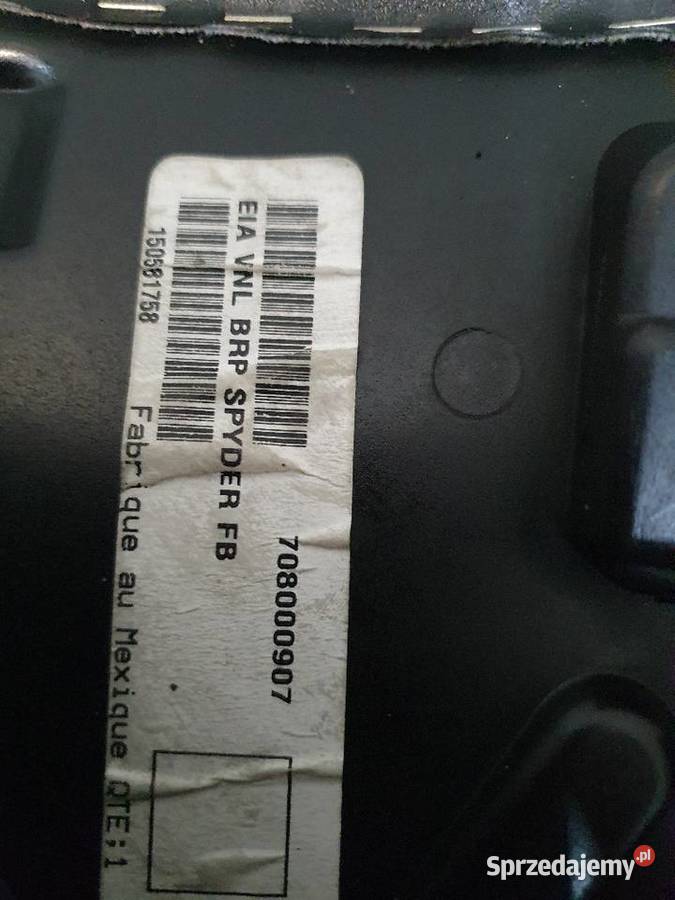 708000907
EIA VNL BRP SPYDER FB
150581758
Fabrique au Mexique QTE;1
Sprzedajemy.pl